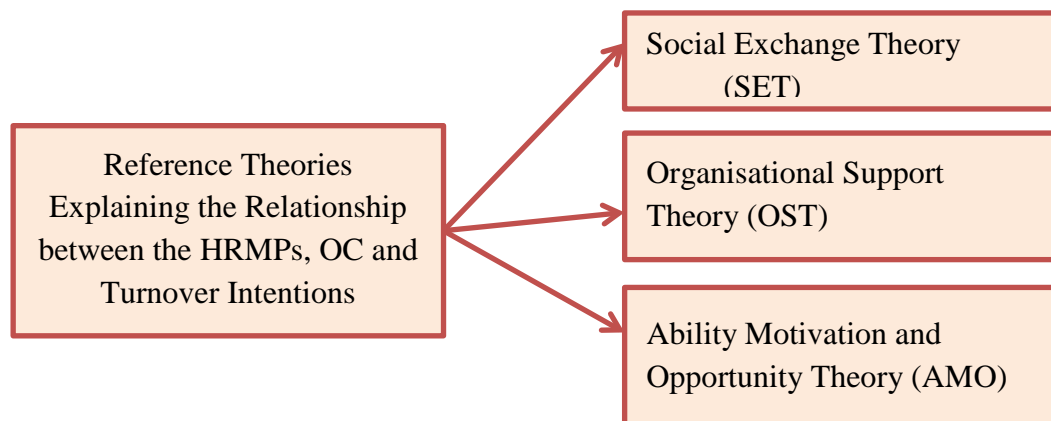 Reference Theories
Explaining the Relationship
between the HRMPs, OC and
Turnover Intentions
Social Exchange Theory
(SET)
Organisational Support
Theory (OST)
Ability Motivation and
Opportunity Theory (AMO)